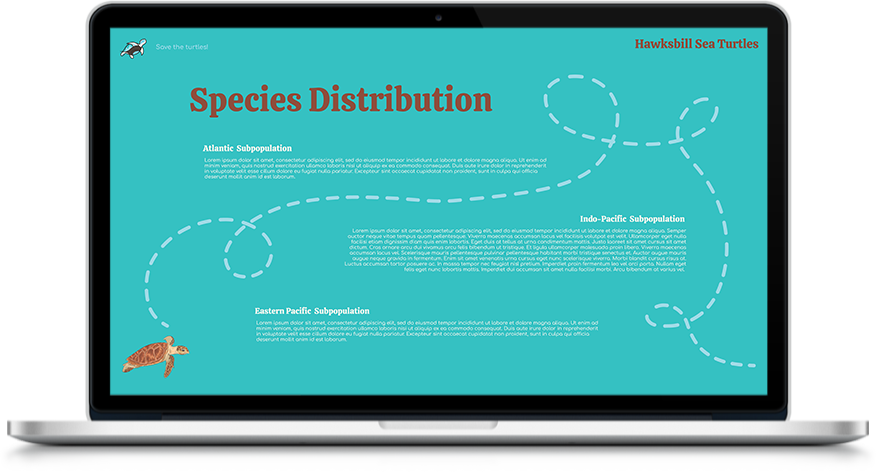 Save the turtles!
Hawksbill Sea Turtles
Species Distribution
Atlantic Subpopulation
Lorem ipsum dolor sit amet, consectetur adipiscing elit, sed do eiusmod tempor incididunt ut labore et dolore magna aliqua. Ut enim ad
minim veniam, quis nostrud exercitation ullamco laboris nisi ut aliquip ex ea commodo consequat. Duis aute irure dolor in reprehenderit
in voluptate velit esse cillum dolore eu fugiat nulla pariatur. Excepteur sint occaecat cupidatat non proident, sunt in culpa qui officia
deserunt mollit anim id est laborum.
Indo-Pacific Subpopulation
Lorem ipsum dolor sit amet, consectetur adipiscing elit, sed do eiusmod tempor incididunt ut labore et dolore magna aliqua. Semper
auctor neque vitae tempus quam pellentesque. Viverra maecenas accumsan lacus vel facilisis volutpat est velit. Ullamcorper eget nulla
facilisi etiam dignissim diam quis enim lobortis. Eget duis at tellus at urna condimentum mattis. Justo laoreet sit amet cursus sit amet
dictum. Cras ornare arcu dui vivamus arcu felis bibendum ut tristique. Et ligula ullamcorper malesuada proin libero. Viverra maecenas
accumsan lacus vel. Scelerisque mauris pellentesque pulvinar pellentesque habitant morbi tristique senectus et. Auctor augue mauris
augue neque gravida in fermentum. Enim sit amet venenatis urna cursus eget nunc scelerisque viverra. Morbi blandit cursus risus at.
Luctus accumsan tortor posuere ac. In massa tempor nec feugiat nisl pretium. Imperdiet proin fermentum leo vel orci porta. Nullam eget
felis eget nunc lobortis mattis. Imperdiet dui accumsan sit amet nulla facilisi morbi. Arcu bibendum at varius vel.
Eastern Pacific Subpopulation
Lorem ipsum dolor sit amet, consectetur adipiscing elit, sed do eiusmod tempor incididunt ut labore et dolore magna aliqua. Ut enim ad
minim veniam, quis nostrud exercitation ullamco laboris nisi ut aliquip ex ea commodo consequat. Duis aute irure dolor in reprehenderit
in voluptate velit esse cillum dolore eu fugiat nulla pariatur. Excepteur sint occaecat cupidatat non proident, sunt in culpa qui officia
deserunt mollit anim id est laborum.